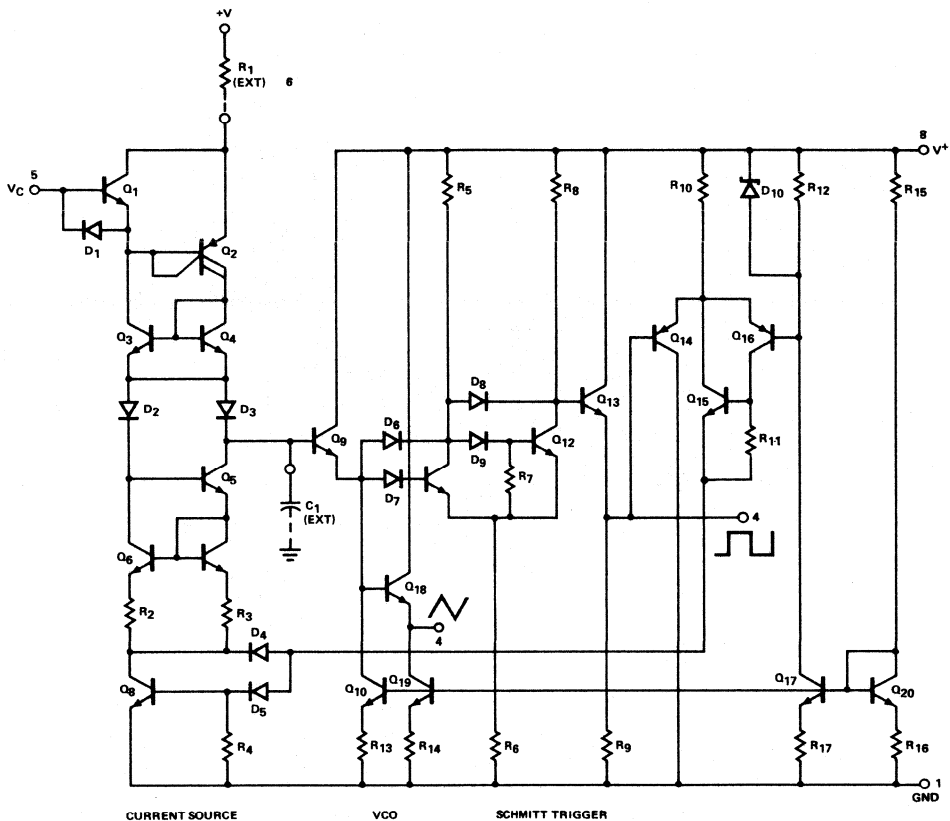 +V
R1
(EXT) 6
5
VC
Q1
D1
Q2
8
V+
R5
R8
R10
D10
R12
R15
Q3
Q4
Q14
Q16
D2
D3
D8
Q13
Q15
Q9
D6
D9
Q12
R11
Q5
D7
R7
C1
(EXT)
4
Q6
Q18
R2
R3
4
D4
Q8
D5
Q10
Q19
Q17
Q20
R4
R13
R14
R6
R9
R17
R16
1
GND
CURRENT SOURCE VCO SCHMITT TRIGGER